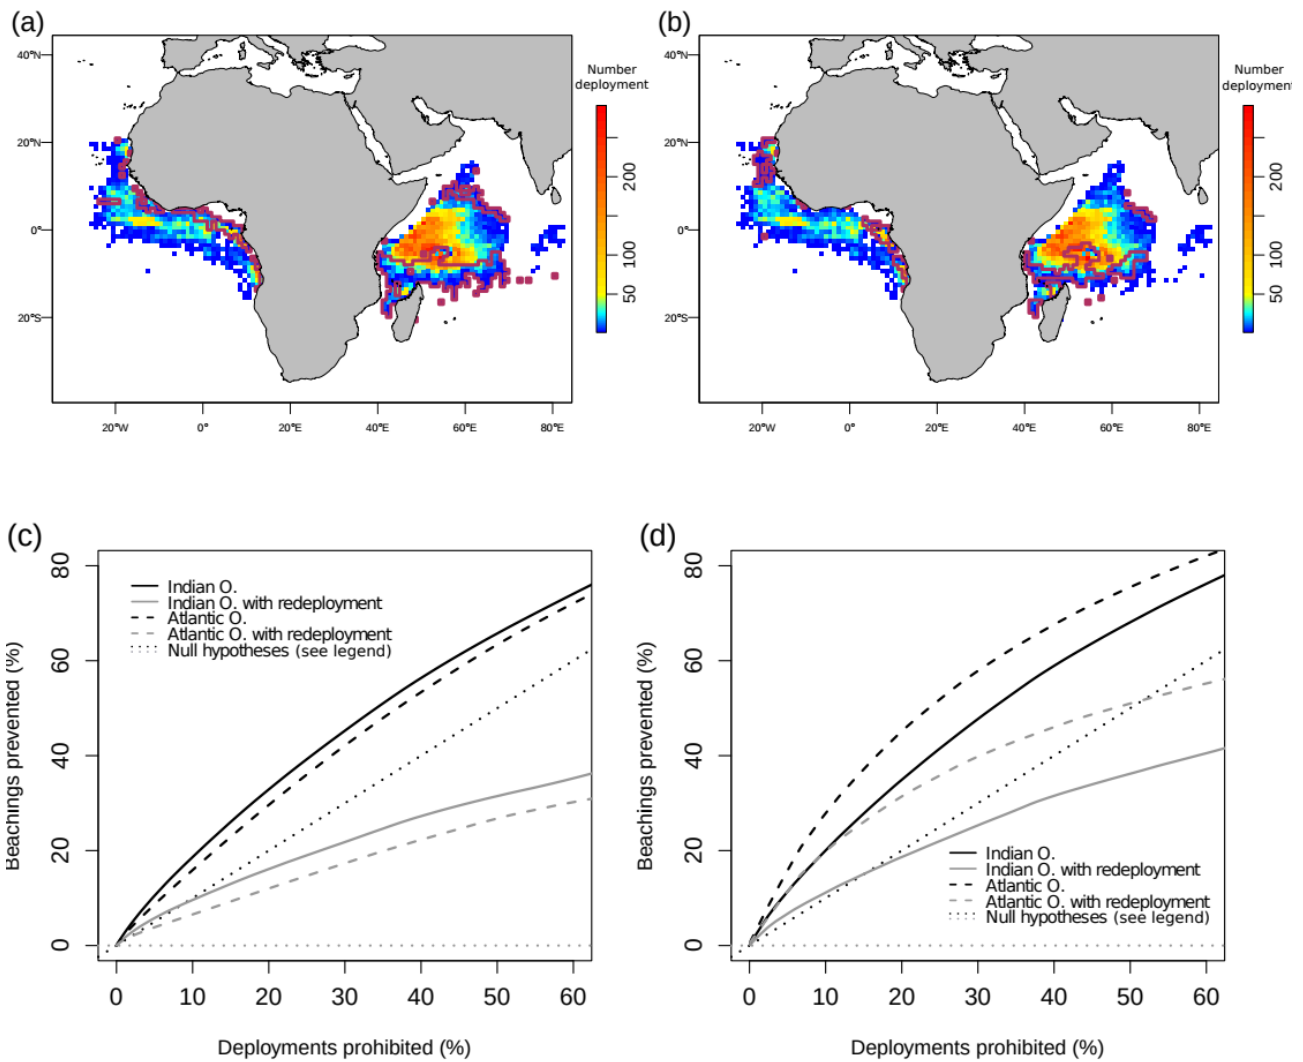 (a)
(b)
40°N
20°N
0°
20°S
20°W
0°
20°E
40°E
60°E
80°E
Number
deployment
200
100
50
40°N
20°N
0°
20°S
20°W
0°
20°E
40°E
60°E
80°E
Number
deployment
200
100
50
(c)
Beachings prevented (%)
80
60
40
20
0
Indian O.
Indian O. with redeployment
Atlantic O.
Atlantic O. with redeployment
Null hypotheses (see legend)
0 10 20 30 40 50 60
Deployments prohibited (%)
(d)
Beachings prevented (%)
80
60
40
20
0
Indian O.
Indian O. with redeployment
Atlantic O.
Atlantic O. with redeployment
Null hypotheses (see legend)
0 10 20 30 40 50 60
Deployments prohibited (%)